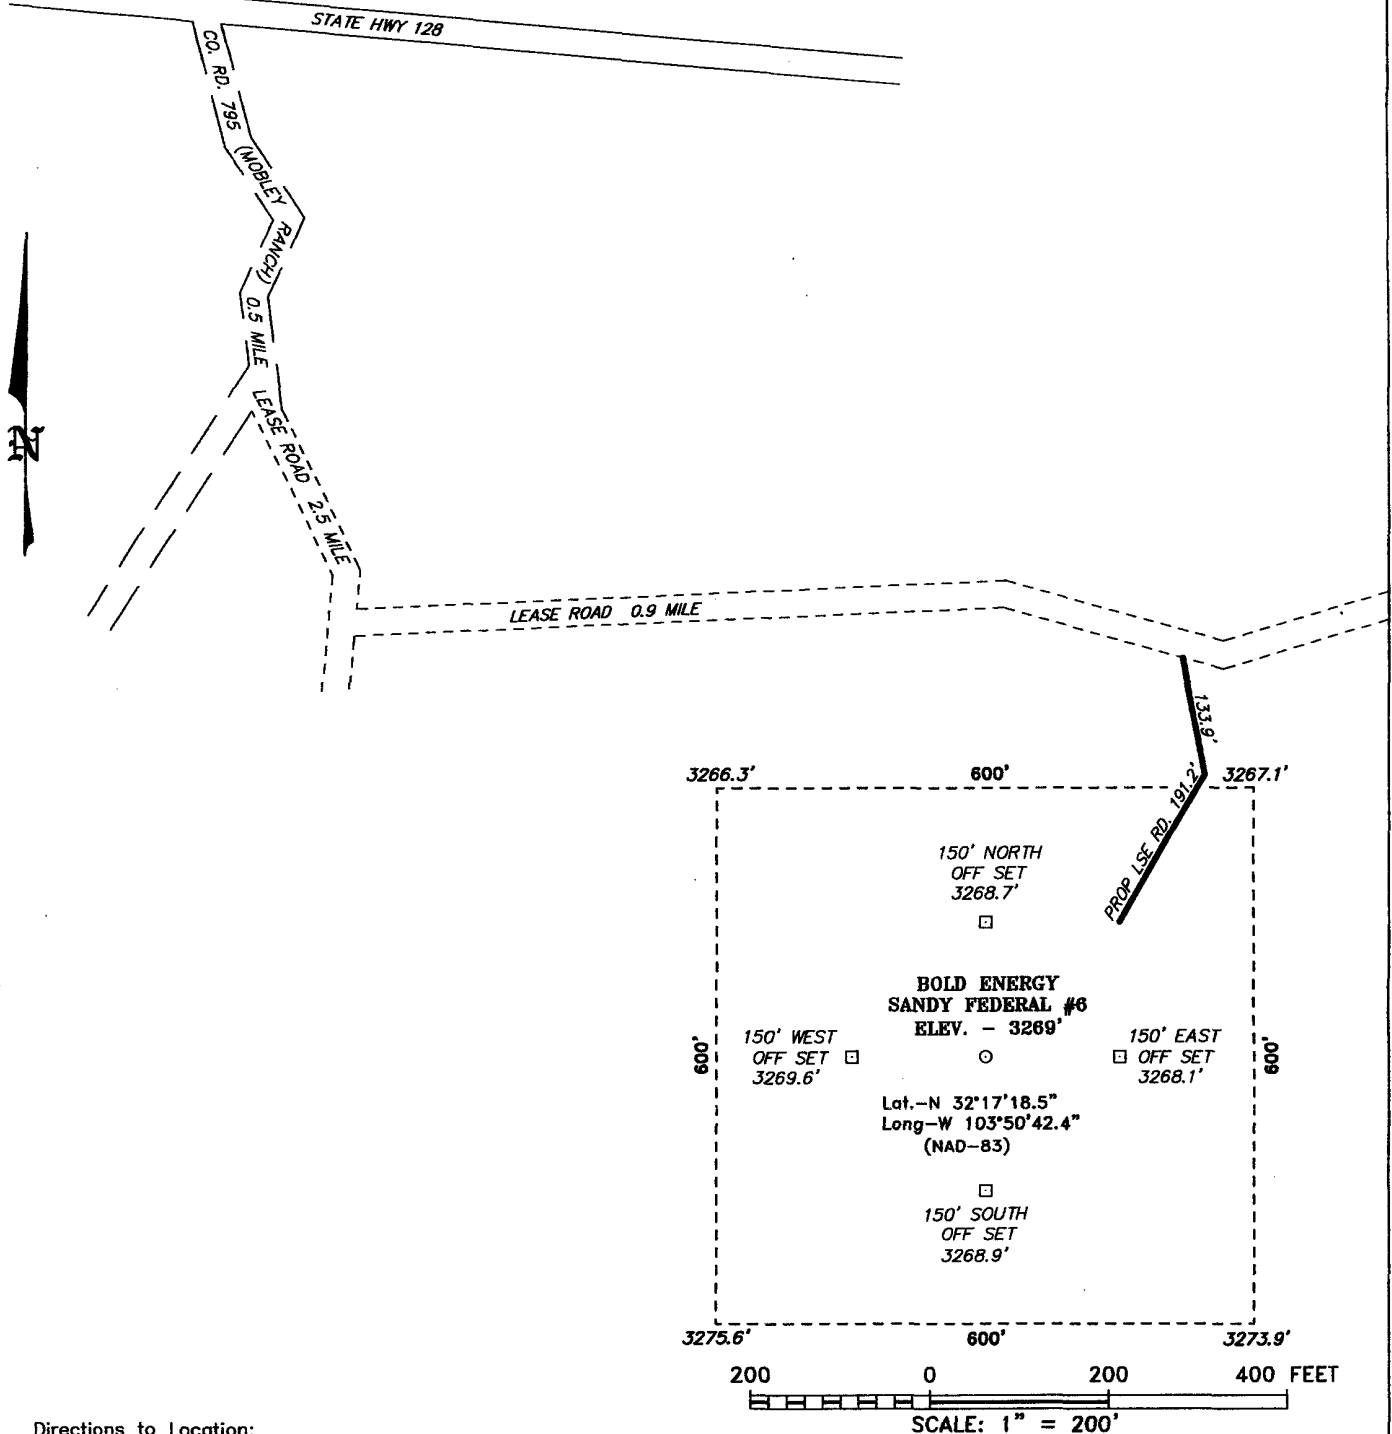 STATE HWY 128
CO. RD. 795 (MOBLEY RANCH) 0.5 MILE
N
LEASE ROAD 2.5 MILE
LEASE ROAD 0.9 MILE
133.9'
3266.3'
600'
3267.1'
PROP LSE RD. 191.2'
150' NORTH
OFF SET
3268.7'
BOLD ENERGY
SANDY FEDERAL #6
ELEV. - 3269'
600'
150' WEST
OFF SET
3269.6'
150' EAST
OFF SET
3268.1'
600'
Lat.-N 32°17'18.5"
Long-W 103°50'42.4"
(NAD-83)
150' SOUTH
OFF SET
3268.9'
3275.6'
600'
3273.9'
200 0 200 400 FEET
SCALE: 1" = 200'
Directions to Location: